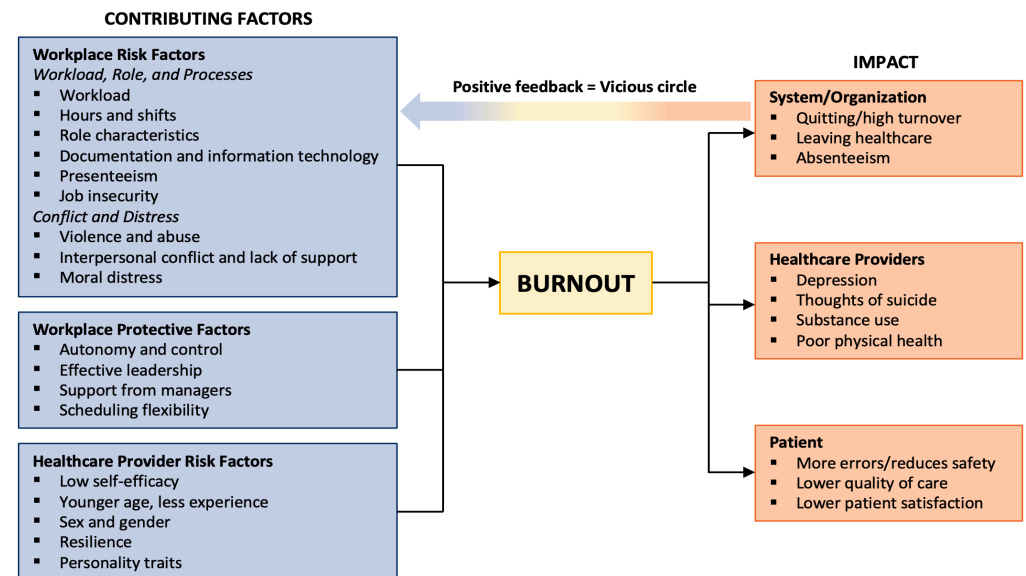 CONTRIBUTING FACTORS
Workplace Risk Factors
Workload, Role, and Processes
▪ Workload
▪ Hours and shifts
▪ Role characteristics
▪ Documentation and information technology
▪ Presenteeism
▪ Job insecurity
Conflict and Distress
▪ Violence and abuse
▪ Interpersonal conflict and lack of support
▪ Moral distress
Workplace Protective Factors
▪ Autonomy and control
▪ Effective leadership
▪ Support from managers
▪ Scheduling flexibility
Healthcare Provider Risk Factors
▪ Low self-efficacy
▪ Younger age, less experience
▪ Sex and gender
▪ Resilience
▪ Personality traits
Positive feedback = Vicious circle
BURNOUT
IMPACT
System/Organization
▪ Quitting/high turnover
▪ Leaving healthcare
▪ Absenteeism
Healthcare Providers
▪ Depression
▪ Thoughts of suicide
▪ Substance use
▪ Poor physical health
Patient
▪ More errors/reduces safety
▪ Lower quality of care
▪ Lower patient satisfaction